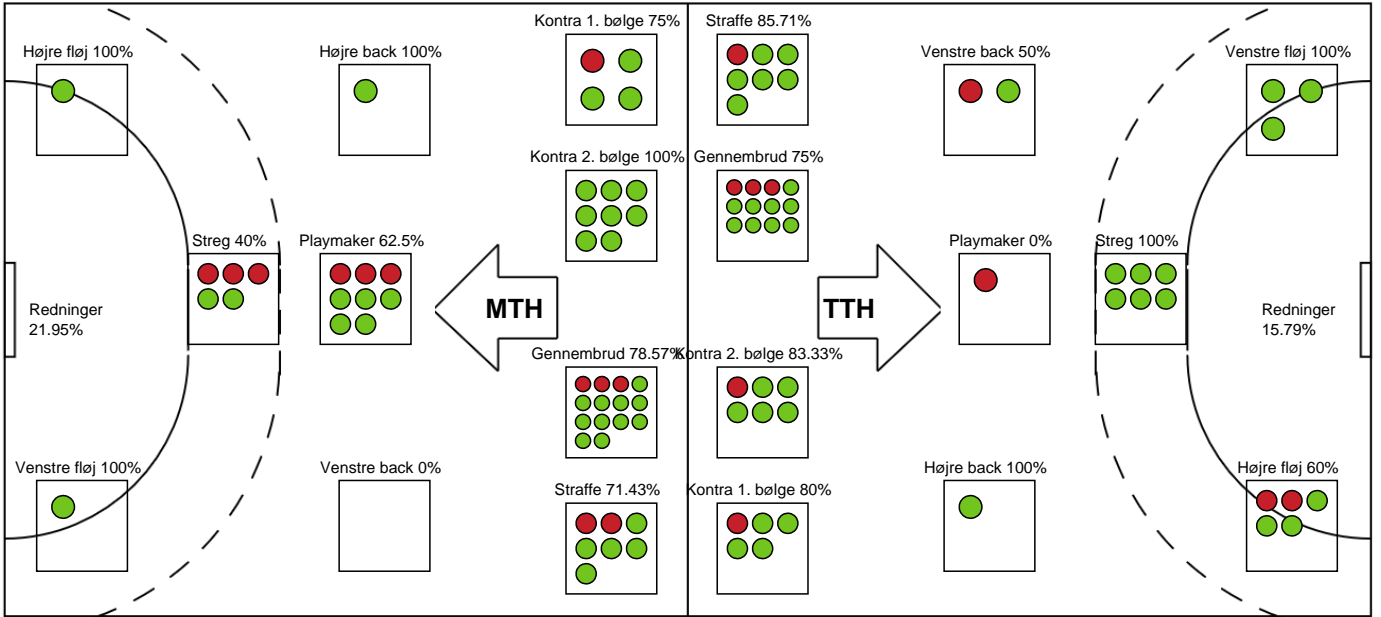 Kontra 1. bølge 75%
Straffe 85.71%
Højre fløj 100%
Højre back 100%
Venstre back 50%
Venstre fløj 100%
Kontra 2. bølge 100%
Gennembrud 75%
Streg 40%
Playmaker 62.5%
Playmaker 0%
Streg 100%
Redninger
21.95%
MTH
TTH
Redninger
15.79%
Gennembrud 78.57%
Kontra 2. bølge 83.33%
Venstre fløj 100%
Venstre back 0%
Højre back 100%
Højre fløj 60%
Straffe 71.43%
Kontra 1. bølge 80%